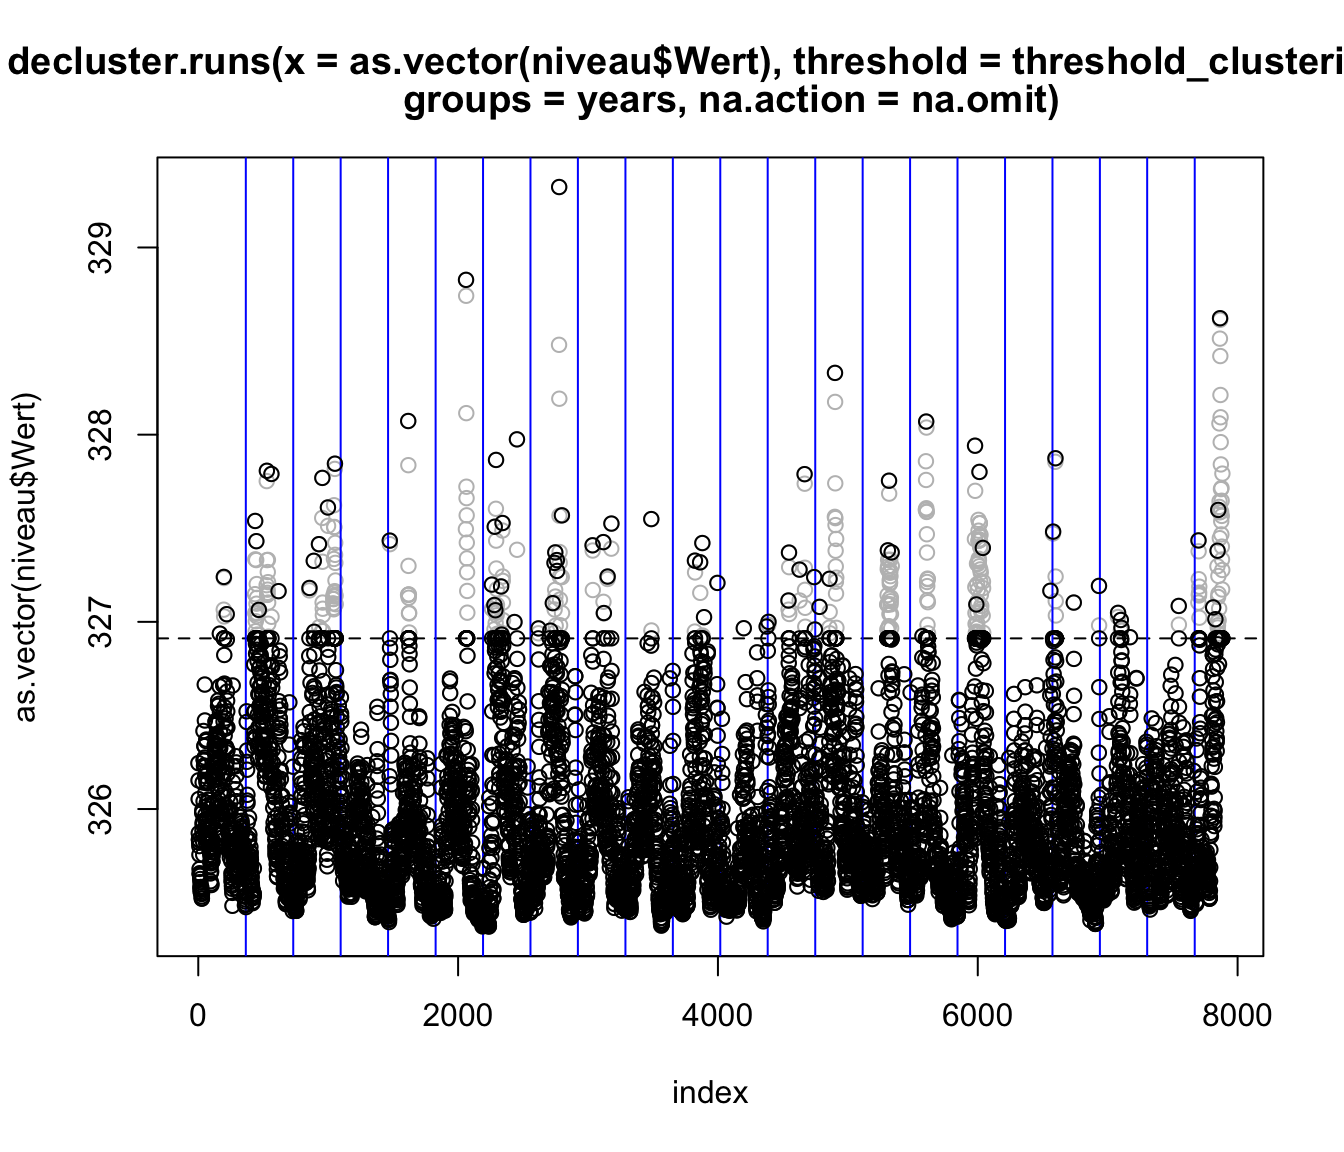 decluster.runs(x = as.vector(niveau$Wert), threshold = threshold_clusteri
groups = years, na.action = na.omit)
as.vector(niveau$Wert)
329
328
327
326
0 2000 4000 6000 8000
index